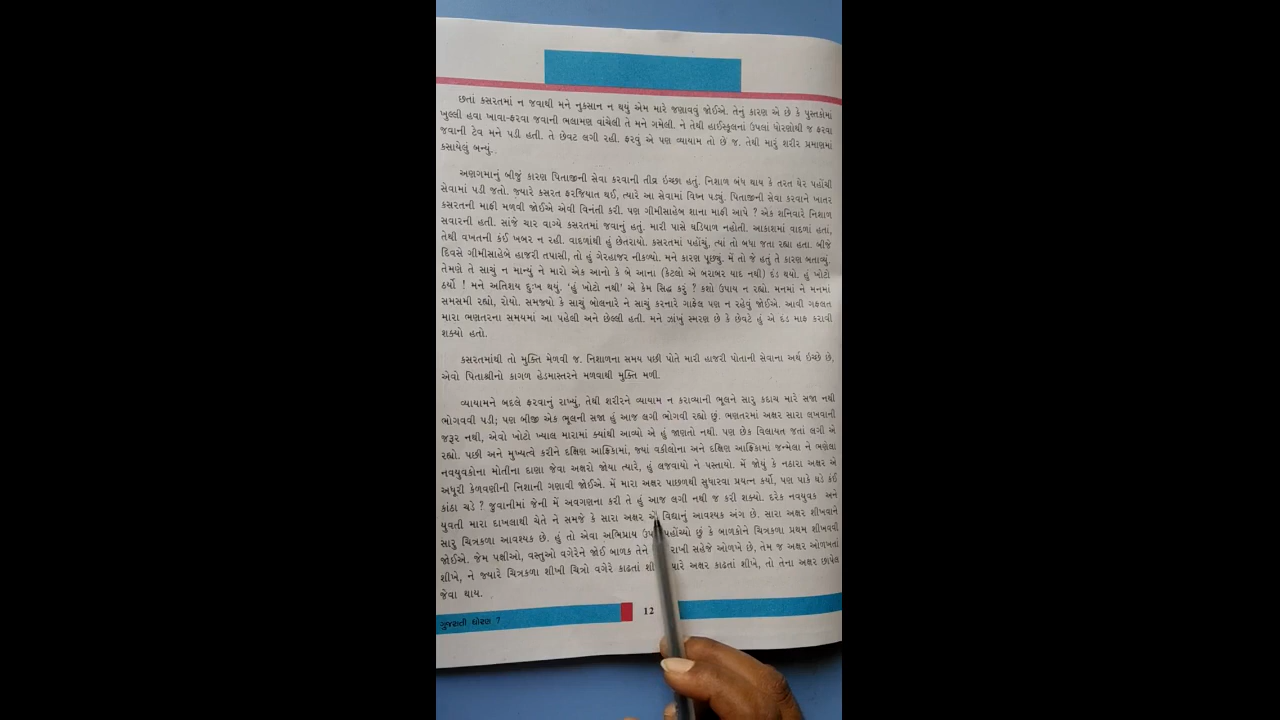 છતાં કસરતમાં ન જવાથી મને નુકસાન ન થયું એમ મારે જણાવવું જોઈએ. તેનું કારણ એ છે કે પુસ્તકોમાં
ખુલ્લી હવા ખાવા-ફરવા જવાની ભલામણ વાંચેલી તે મને ગમેલી. ને તેથી હાઈસ્કૂલનાં ઉપલાં ધોરણોથી જ ફરવા
જવાની ટેવ મને પડી હતી. તે છેવટ લગી રહી. ફરવું એ પણ વ્યાયામ તો છે જ. તેથી મારું શરીર પ્રમાણમાં
કસાયેલું બન્યું.
અણગમાનું બીજું કારણ પિતાજીની સેવા કરવાની તીવ્ર ઇચ્છા હતું. નિશાળ બંધ થાય કે તરત ઘેર પહોંચી
સેવામાં પડી જતો. જ્યારે કસરત ફરજિયાત થઈ, ત્યારે આ સેવામાં વિઘ્ન પડ્યું. પિતાજીની સેવા કરવાને ખાતર
કસરતની માફી મળવી જોઈએ એવી વિનંતી કરી. પણ ગીમીસાહેબ શાના માફી આપે ? એક શનિવારે નિશાળ
સવારની હતી. સાંજે ચાર વાગ્યે કસરતમાં જવાનું હતું. મારી પાસે ઘડિયાળ નહોતી. આકાશમાં વાદળાં હતાં,
તેથી વખતની કંઈ ખબર ન રહી. વાદળાંથી હું છેતરાયો. કસરતમાં પહોંચું, ત્યાં તો બધા જતા રહ્યા હતા. બીજે
દિવસે ગીમીસાહેબે હાજરી તપાસી, તો હું ગેરહાજર નીકળ્યો. મને કારણ પૂછ્યું. મેં તો જે હતું તે કારણ બતાવ્યું.
તેમણે તે સાચું ન માન્યું ને મારો એક આનો કે બે આના (કેટલો એ બરાબર યાદ નથી) દંડ થયો. હું ખોટો
ઠર્યો ! મને અતિશય દુઃખ થયું. 'હું ખોટો નથી' એ કેમ સિદ્ધ કરું ? કશો ઉપાય ન રહ્યો. મનમાં ને મનમાં
સમસમી રહ્યો, રોયો. સમજ્યો કે સાચું બોલનારે ને સાચું કરનારે ગાફેલ પણ ન રહેવું જોઈએ. આવી ગફલત
મારા ભણતરના સમયમાં આ પહેલી અને છેલ્લી હતી. મને ઝાંખું સ્મરણ છે કે છેવટે હું એ દંડ માફ કરાવી
શક્યો હતો.
કસરતમાંથી તો મુક્તિ મેળવી જ. નિશાળના સમય પછી પોતે મારી હાજરી પોતાની સેવાના અર્થે ઇચ્છે છે,
એવો પિતાશ્રીનો કાગળ હેડમાસ્તરને મળવાથી મુક્તિ મળી.
વ્યાયામને બદલે ફરવાનું રાખ્યું, તેથી શરીરને વ્યાયામ ન કરાવ્યાની ભૂલને સારુ કદાચ મારે સજા નથી
ભોગવવી પડી; પણ બીજી એક ભૂલની સજા હું આજ લગી ભોગવી રહ્યો છું. ભણતરમાં અક્ષર સારા લખવાની
જરૂર નથી, એવો ખોટો ખ્યાલ મારામાં ક્યાંથી આવ્યો એ હું જાણતો નથી. પણ છેક વિલાયત જતાં લગી એ
રહ્યો. પછી અને મુખ્યત્વે કરીને દક્ષિણ આફ્રિકામાં, જ્યાં વકીલોના અને દક્ષિણ આફ્રિકામાં જન્મેલા ને ભણેલા
નવયુવકોના મોતીના દાણા જેવા અક્ષરો જોયા ત્યારે, હું લજવાયો ને પસ્તાયો. મેં જોયું કે નઠારા અક્ષર એ
અધૂરી કેળવણીની નિશાની ગણાવી જોઈએ. મેં મારા અક્ષર પાછળથી સુધારવા પ્રયત્ન કર્યો, પણ પાકે ઘડે કંઈ
કાંઠા ચડે ? જુવાનીમાં જેની મેં અવગણના કરી તે હું આજ લગી નથી જ કરી શક્યો. દરેક નવયુવક અને
યુવતી મારા દાખલાથી ચેતે ને સમજે કે સારા અક્ષર એ વિદ્યાનું આવશ્યક અંગ છે. સારા અક્ષર શીખવાને
સારુ ચિત્રકળા આવશ્યક છે. હું તો એવા અભિપ્રાય પહોંચ્યો છું કે બાળકોને ચિત્રકળા પ્રથમ શીખવવી
જોઈએ. જેમ પક્ષીઓ, વસ્તુઓ વગેરેને જોઈ બાળક તેને રાખી સહેજે ઓળખે છે, તેમ જ અક્ષર ઓળખતા
શીખે, ને જ્યારે ચિત્રકળા શીખી ચિત્રો વગેરે કાઢતાં અક્ષર કાઢતાં શીખે, તો તેના અક્ષર છાપેલ
જેવા થાય.
ગુજરાતી ધોરણ 7
12